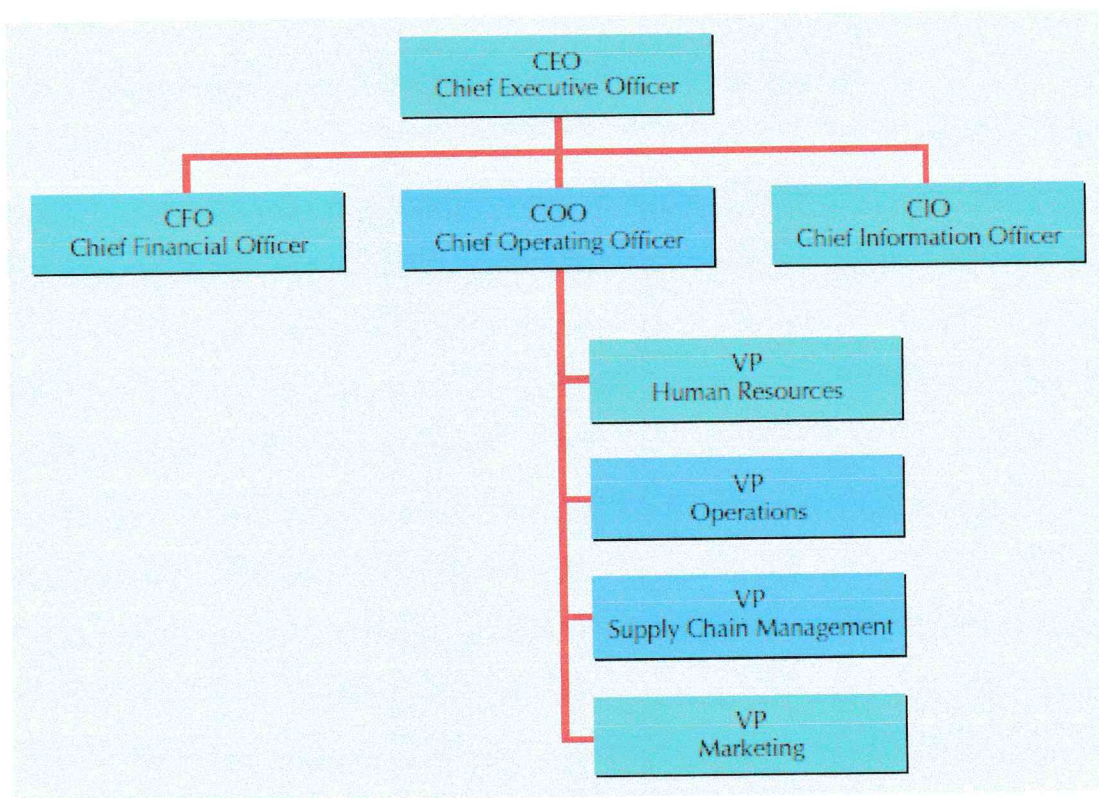 CEO
Chief Executive Officer
CFO
Chief Financial Officer
COO
Chief Operating Officer
CIO
Chief Information Officer
VP
Human Resources
VP
Operations
VP
Supply Chain Management
VP
Marketing